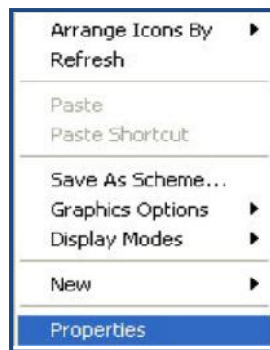 Arrange Icons By
Refresh
Paste
Paste Shortcut
Save As Scheme...
Graphics Options
Display Modes
New
Properties